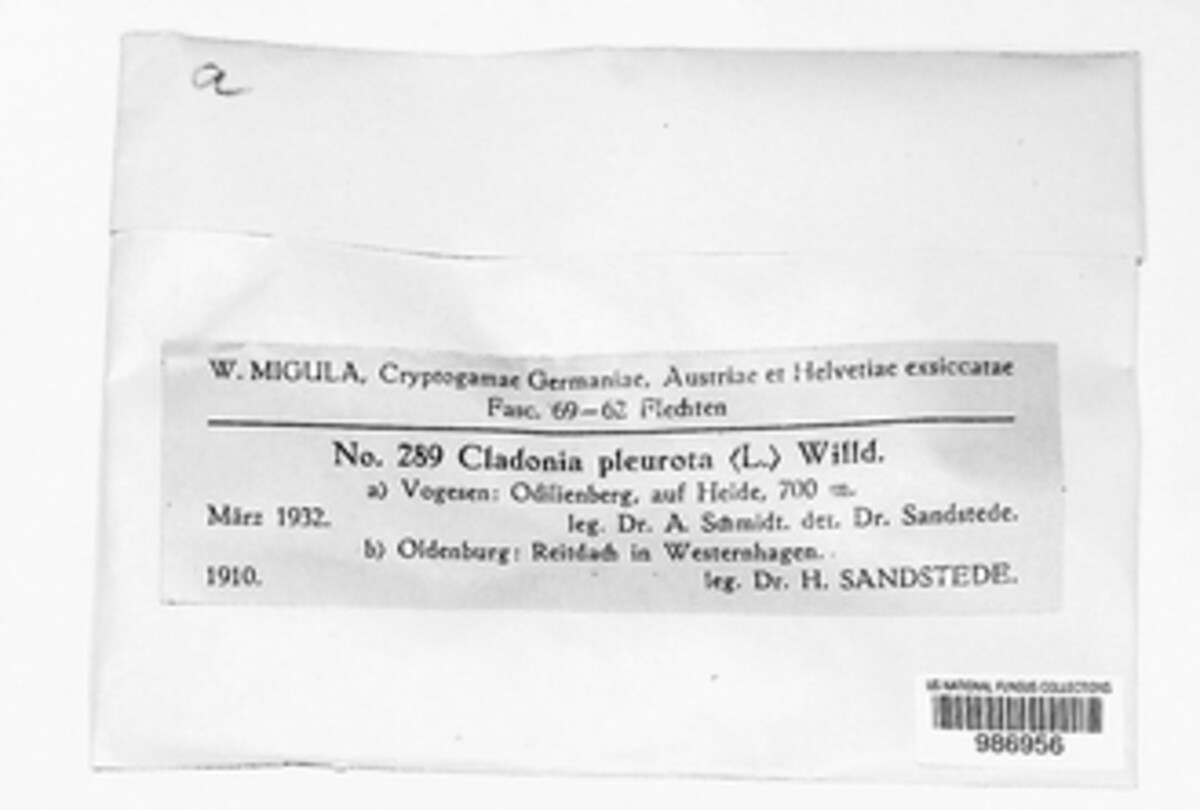 a
W. MIGULA, Cryptogamae Germaniae, Austriae et Helvetiae exsiccatae
Fasc. 69—62 Flechten
No. 289 Cladonia pleurota (L.) Willd.
a) Vogesen: Odilienberg, auf Heide, 700 m.
März 1932. leg. Dr. A. Schmidt. det. Dr. Sandstede.
b) Oldenburg: Reitdach in Westernhagen.
1910. leg. Dr. H. SANDSTEDE.
US NATIONAL FUNGUS COLLECTIONS
986956